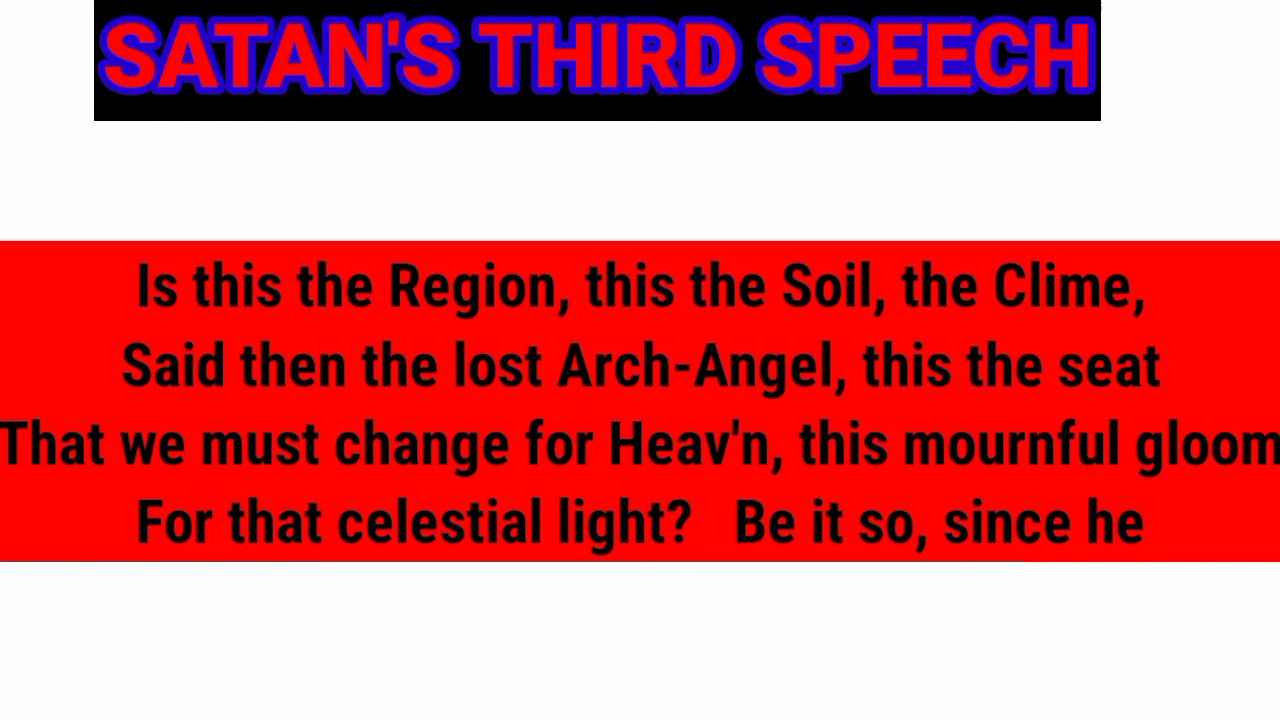 SATAN'S THIRD SPEECH
Is this the Region, this the Soil, the Clime,
Said then the lost Arch-Angel, this the seat
That we must change for Heav'n, this mournful gloom
For that celestial light? Be it so, since he